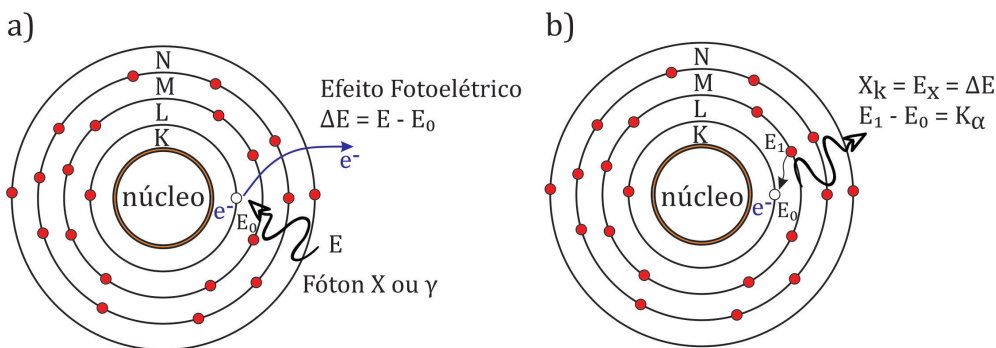 a)
N
M
L
K
núcleo
e-
E₀
E
Fóton X ou γ
Efeito Fotoelétrico
ΔE = E - E₀
e-
b)
N
M
L
K
núcleo
e-
E₁
E₀
Xₖ = Eₓ = ΔE
E₁ - E₀ = Kα